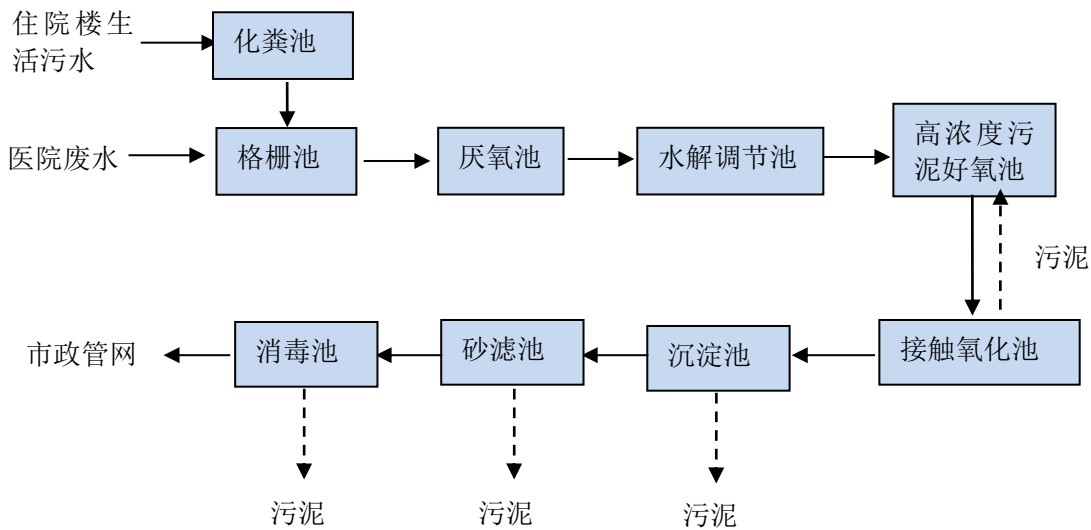 住院楼生
活污水
化粪池
医院废水
格栅池
厌氧池
水解调节池
高浓度污
泥好氧池
污泥
市政管网
消毒池
砂滤池
沉淀池
接触氧化池
污泥
污泥
污泥